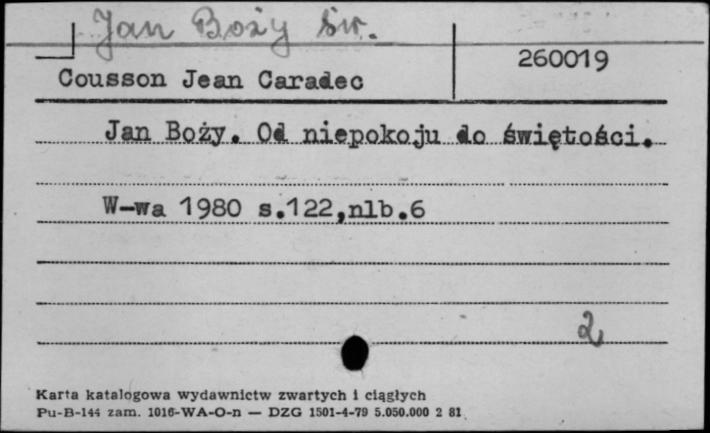 Jan Boży św.
260019
Cousson Jean Caradec
Jan Boży. Od niepokoju do świętości.
W-wa 1980 s.122,nlb.6
2
Karta katalogowa wydawnictw zwartych i ciągłych
Pu-B-144 zam. 1016-WA-O-n — DZG 1501-4-79 5.050.000 2 81